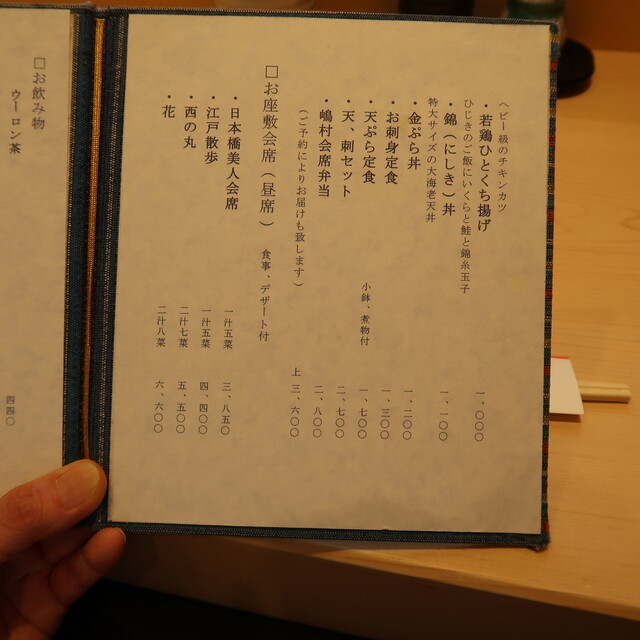 ヘビー級のチキンカツ
・若鶏ひとくち揚げ 一、〇〇〇
ひじきのご飯にいくらと鮭と錦糸玉子
・錦（にしき）丼 一、一〇〇
特大サイズの大海老天丼
・金ぷら丼 一、二〇〇
・お刺身定食 一、三〇〇
・天ぷら定食 小鉢、煮物付 一、七〇〇
・天、刺セット 二、七〇〇
・嶋村会席弁当 二、八〇〇
（ご予約によりお届けも致します） 上 三、六〇〇
□お座敷会席（昼席） 食事、デザート付
・日本橋美人会席 一汁五菜 三、八五〇
・江戸散歩 一汁五菜 四、四〇〇
・西の丸 二汁七菜 五、五〇〇
・花 二汁八菜 六、六〇〇
□お飲み物
ウーロン茶 四四〇